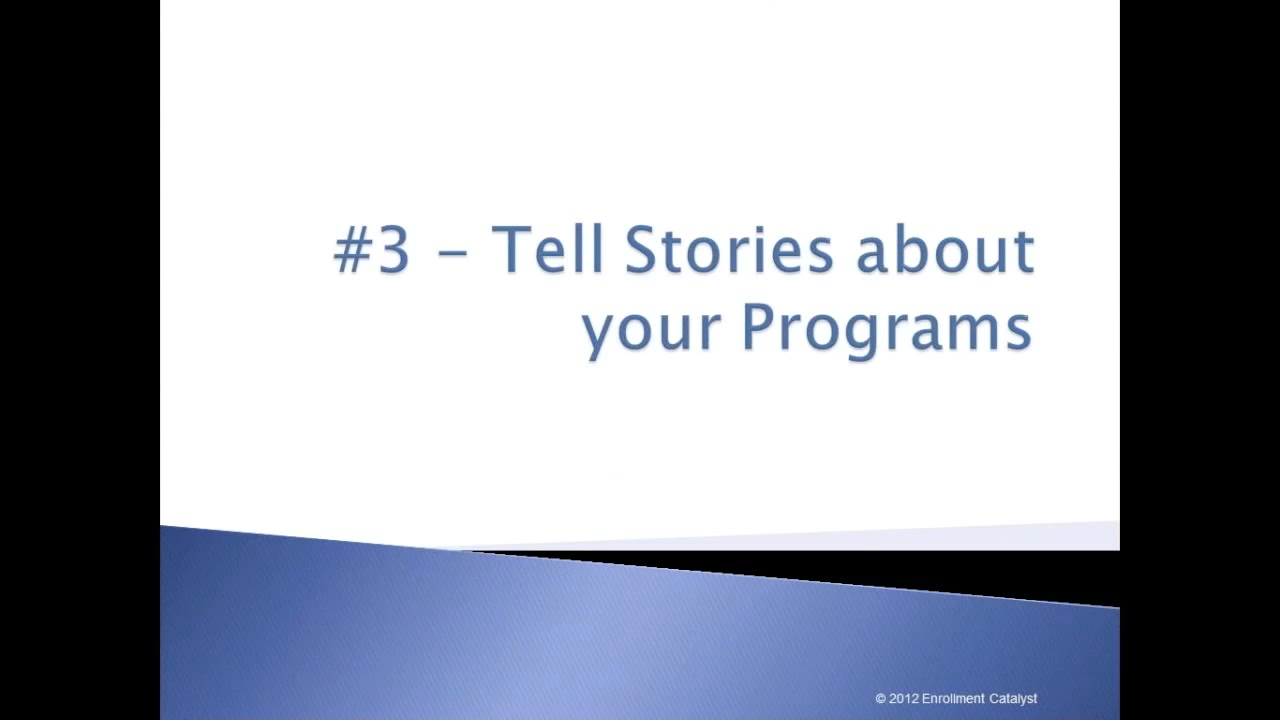 #3 – Tell Stories about
your Programs
© 2012 Enrollment Catalyst